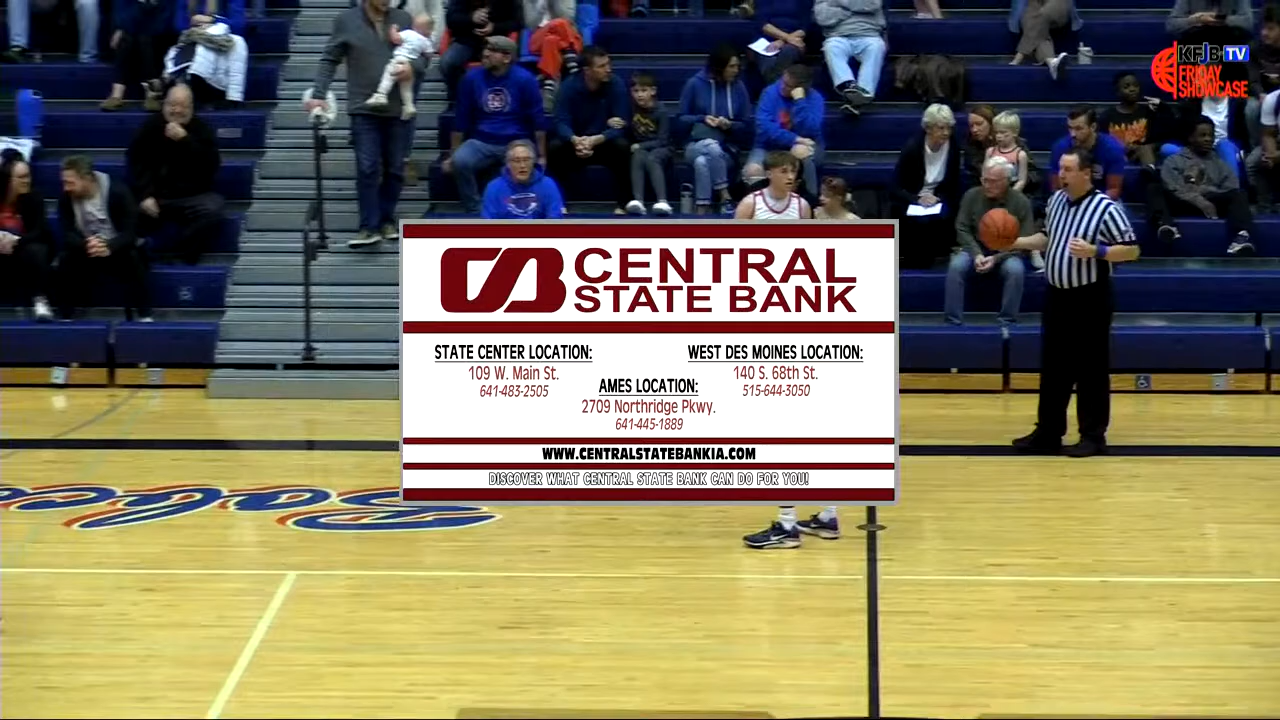 KFJB TV
FRIDAY
SHOWCASE
CENTRAL
STATE BANK
STATE CENTER LOCATION:
109 W. Main St.
641-483-2505
AMES LOCATION:
2709 Northridge Pkwy.
641-445-1889
WEST DES MOINES LOCATION:
140 S. 68th St.
515-644-3050
WWW.CENTRALSTATEBANKIA.COM
DISCOVER WHAT CENTRAL STATE BANK CAN DO FOR YOU!